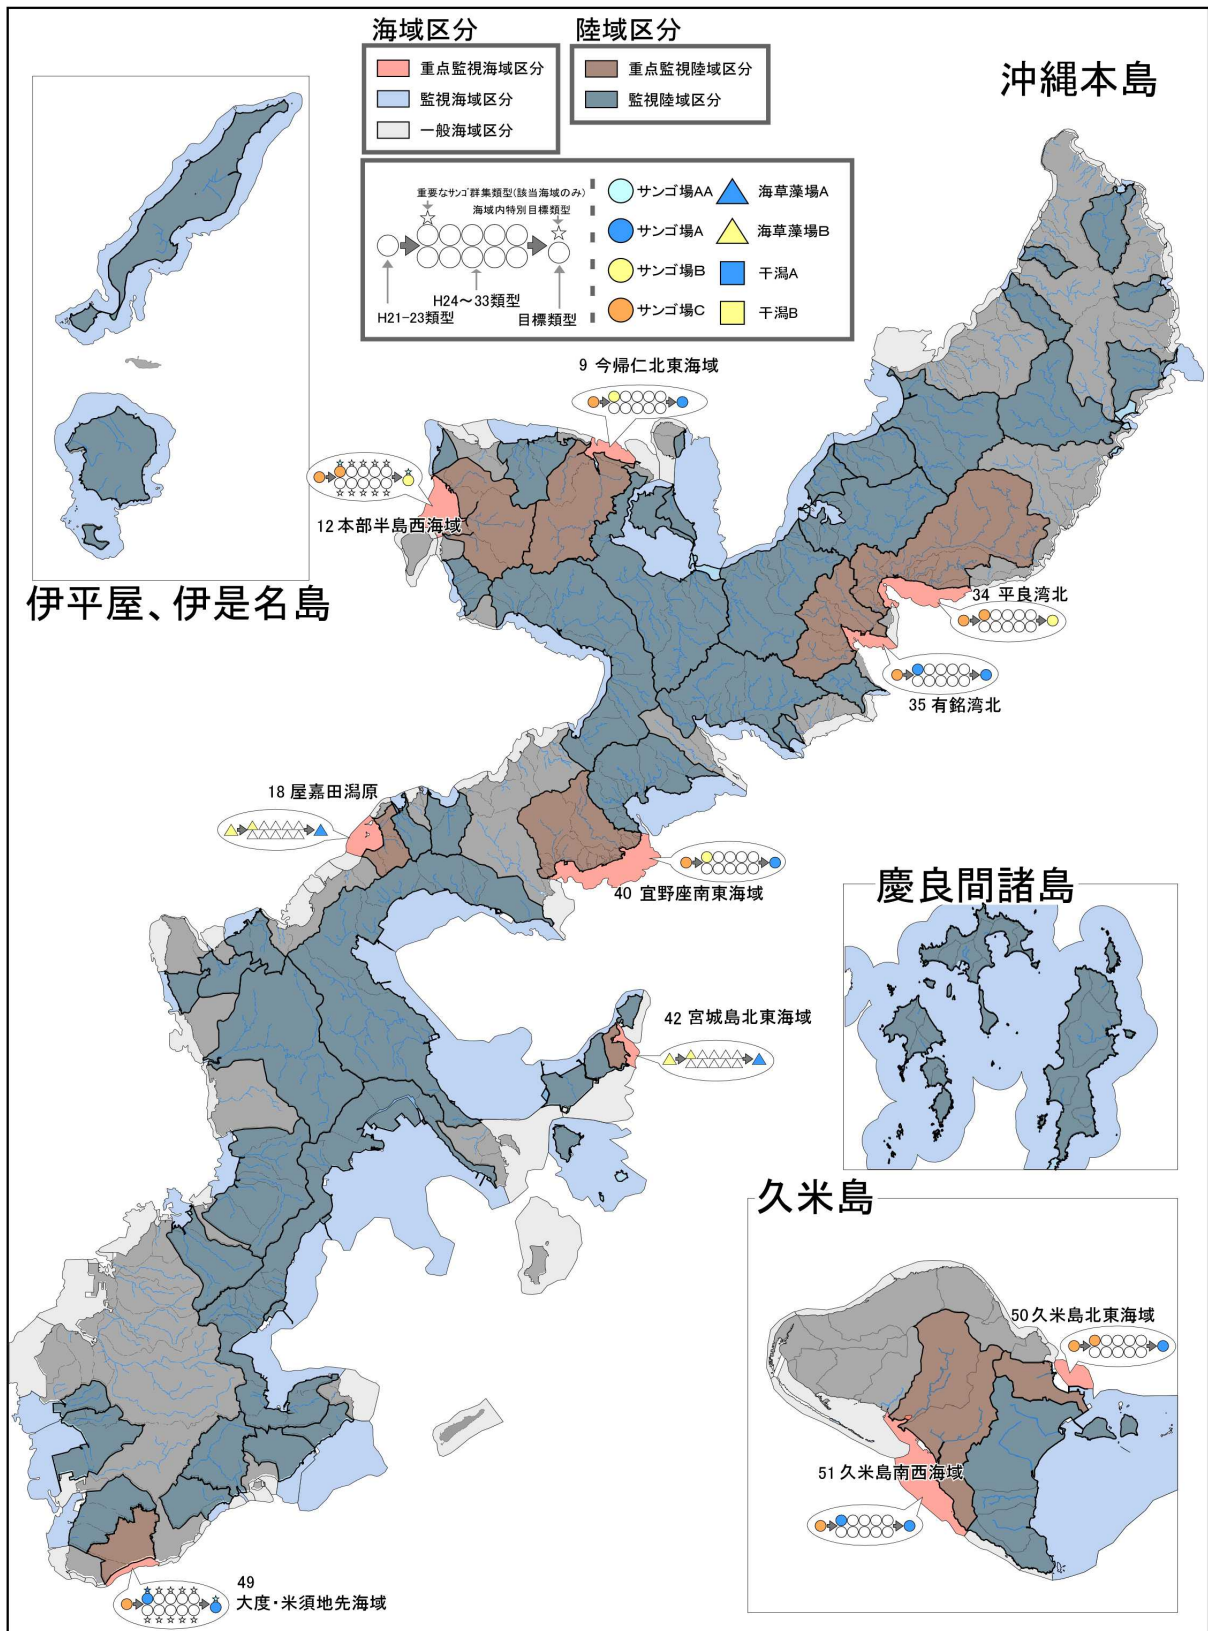 海域区分
重点監視海域区分
監視海域区分
一般海域区分
陸域区分
重点監視陸域区分
監視陸域区分
沖縄本島
重要なサンゴ群集類型(該当海域のみ)
海域内特別目標類型
H24～33類型
H21-23類型
目標類型
サンゴ場AA
サンゴ場A
サンゴ場B
サンゴ場C
海草藻場A
海草藻場B
干潟A
干潟B
9 今帰仁北東海域
12 本部半島西海域
伊平屋、伊是名島
34 平良湾北
35 有銘湾北
18 屋嘉田潟原
40 宜野座南東海域
慶良間諸島
42 宮城島北東海域
久米島
50 久米島北東海域
51 久米島南西海域
49
大度・米須地先海域